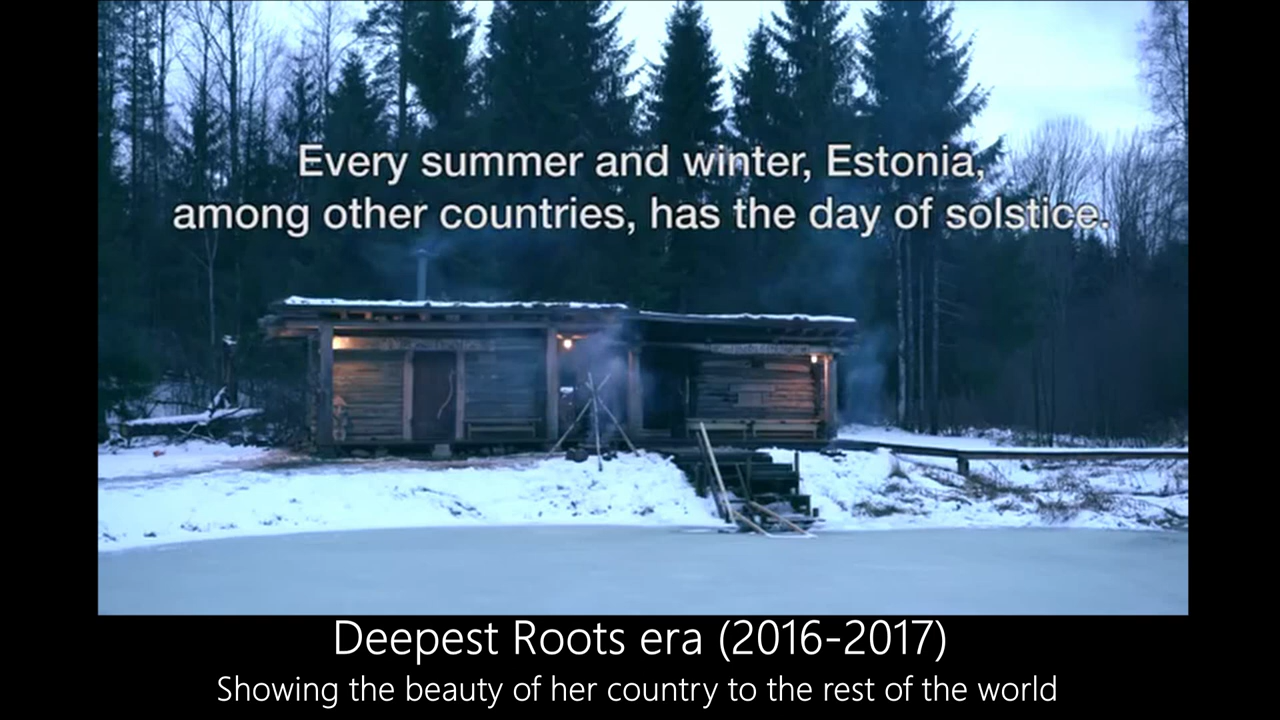 Every summer and winter, Estonia,
among other countries, has the day of solstice.
Deepest Roots era (2016-2017)
Showing the beauty of her country to the rest of the world